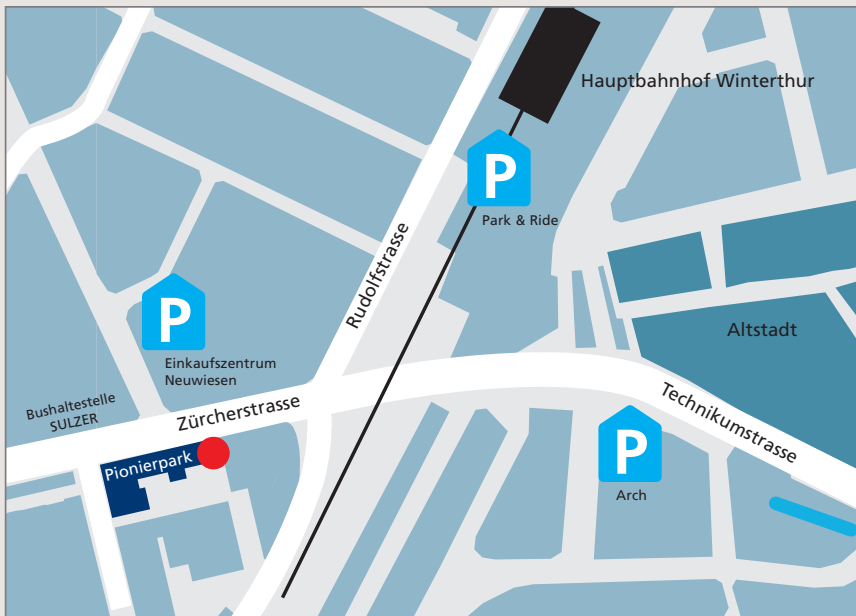 Hauptbahnhof Winterthur
P
Park & Ride
Rudolfstrasse
P
Einkaufszentrum
Neuwiesen
Altstadt
Bushaltestelle
SULZER
Zürcherstrasse
Technikumstrasse
Pionierpark
P
Arch